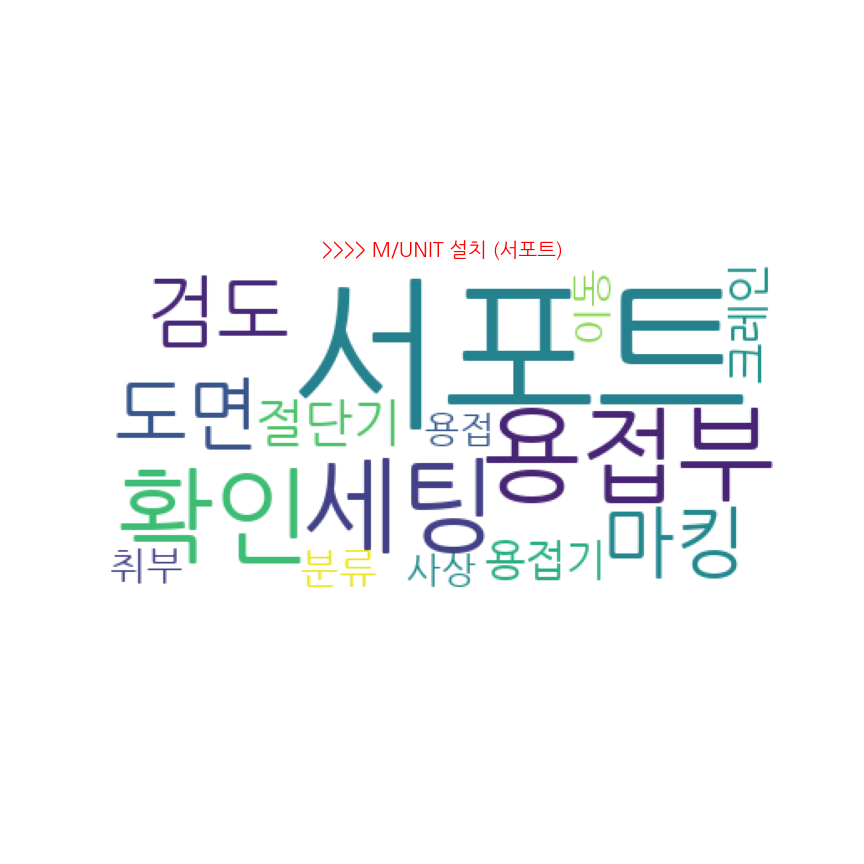 >>>> M/UNIT 설치 (서포트)
검도
서포트
이동
크레인
도면
절단기
용접
용접부
확인
세팅
마킹
취부
분류
사상
용접기